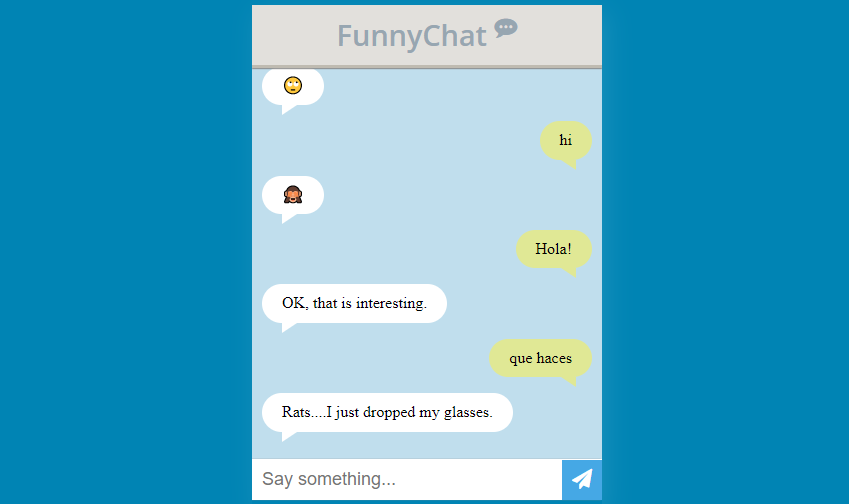 FunnyChat
hi
Hola!
OK, that is interesting.
que haces
Rats....I just dropped my glasses.
Say something...